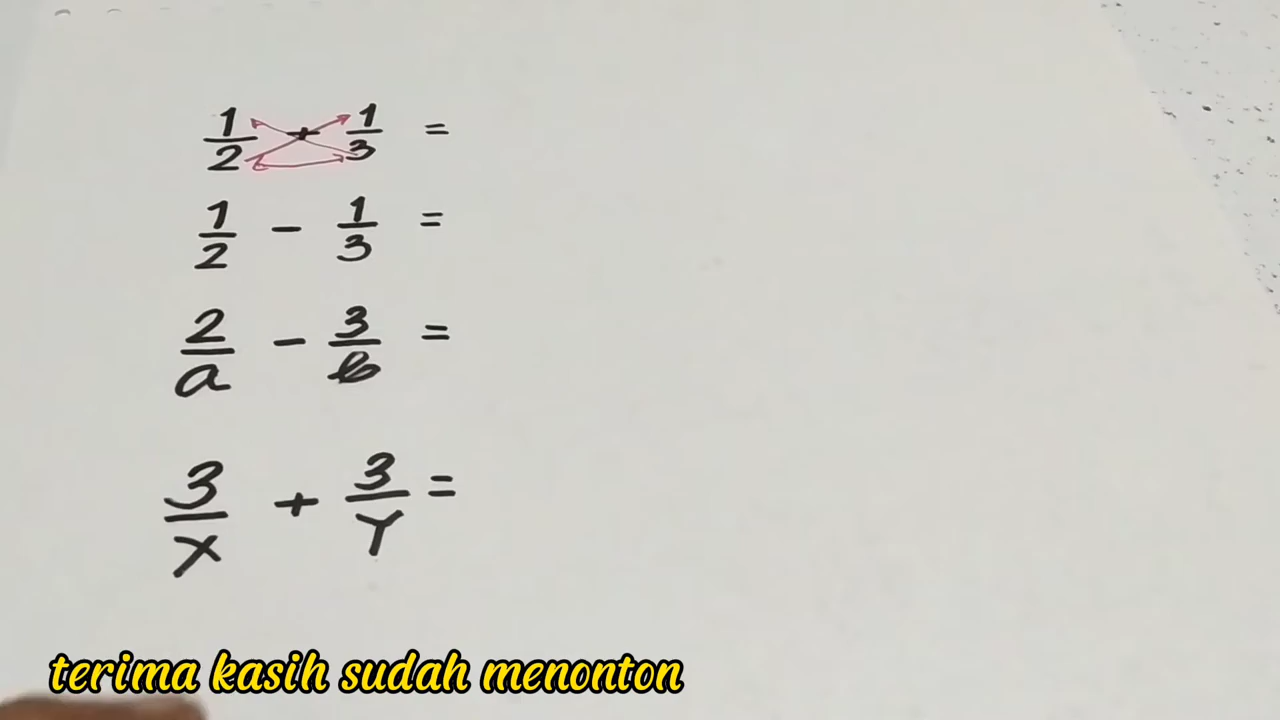 1/2 + 1/3 =
1/2 - 1/3 =
2/a - 3/b =
3/x + 3/y =
terima kasih sudah menonton